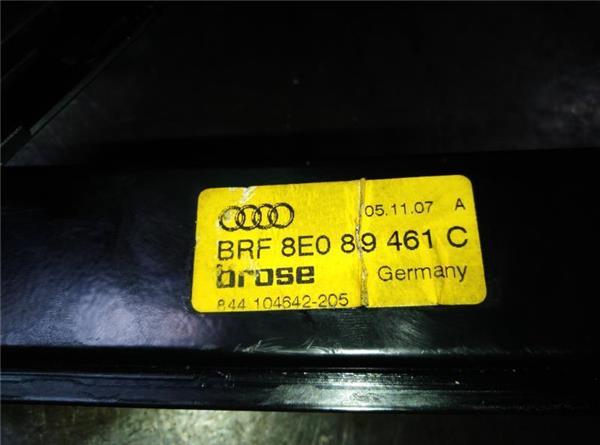 05.11.07 A
BRF 8E0 89 461 C
brose Germany
844 104642-205